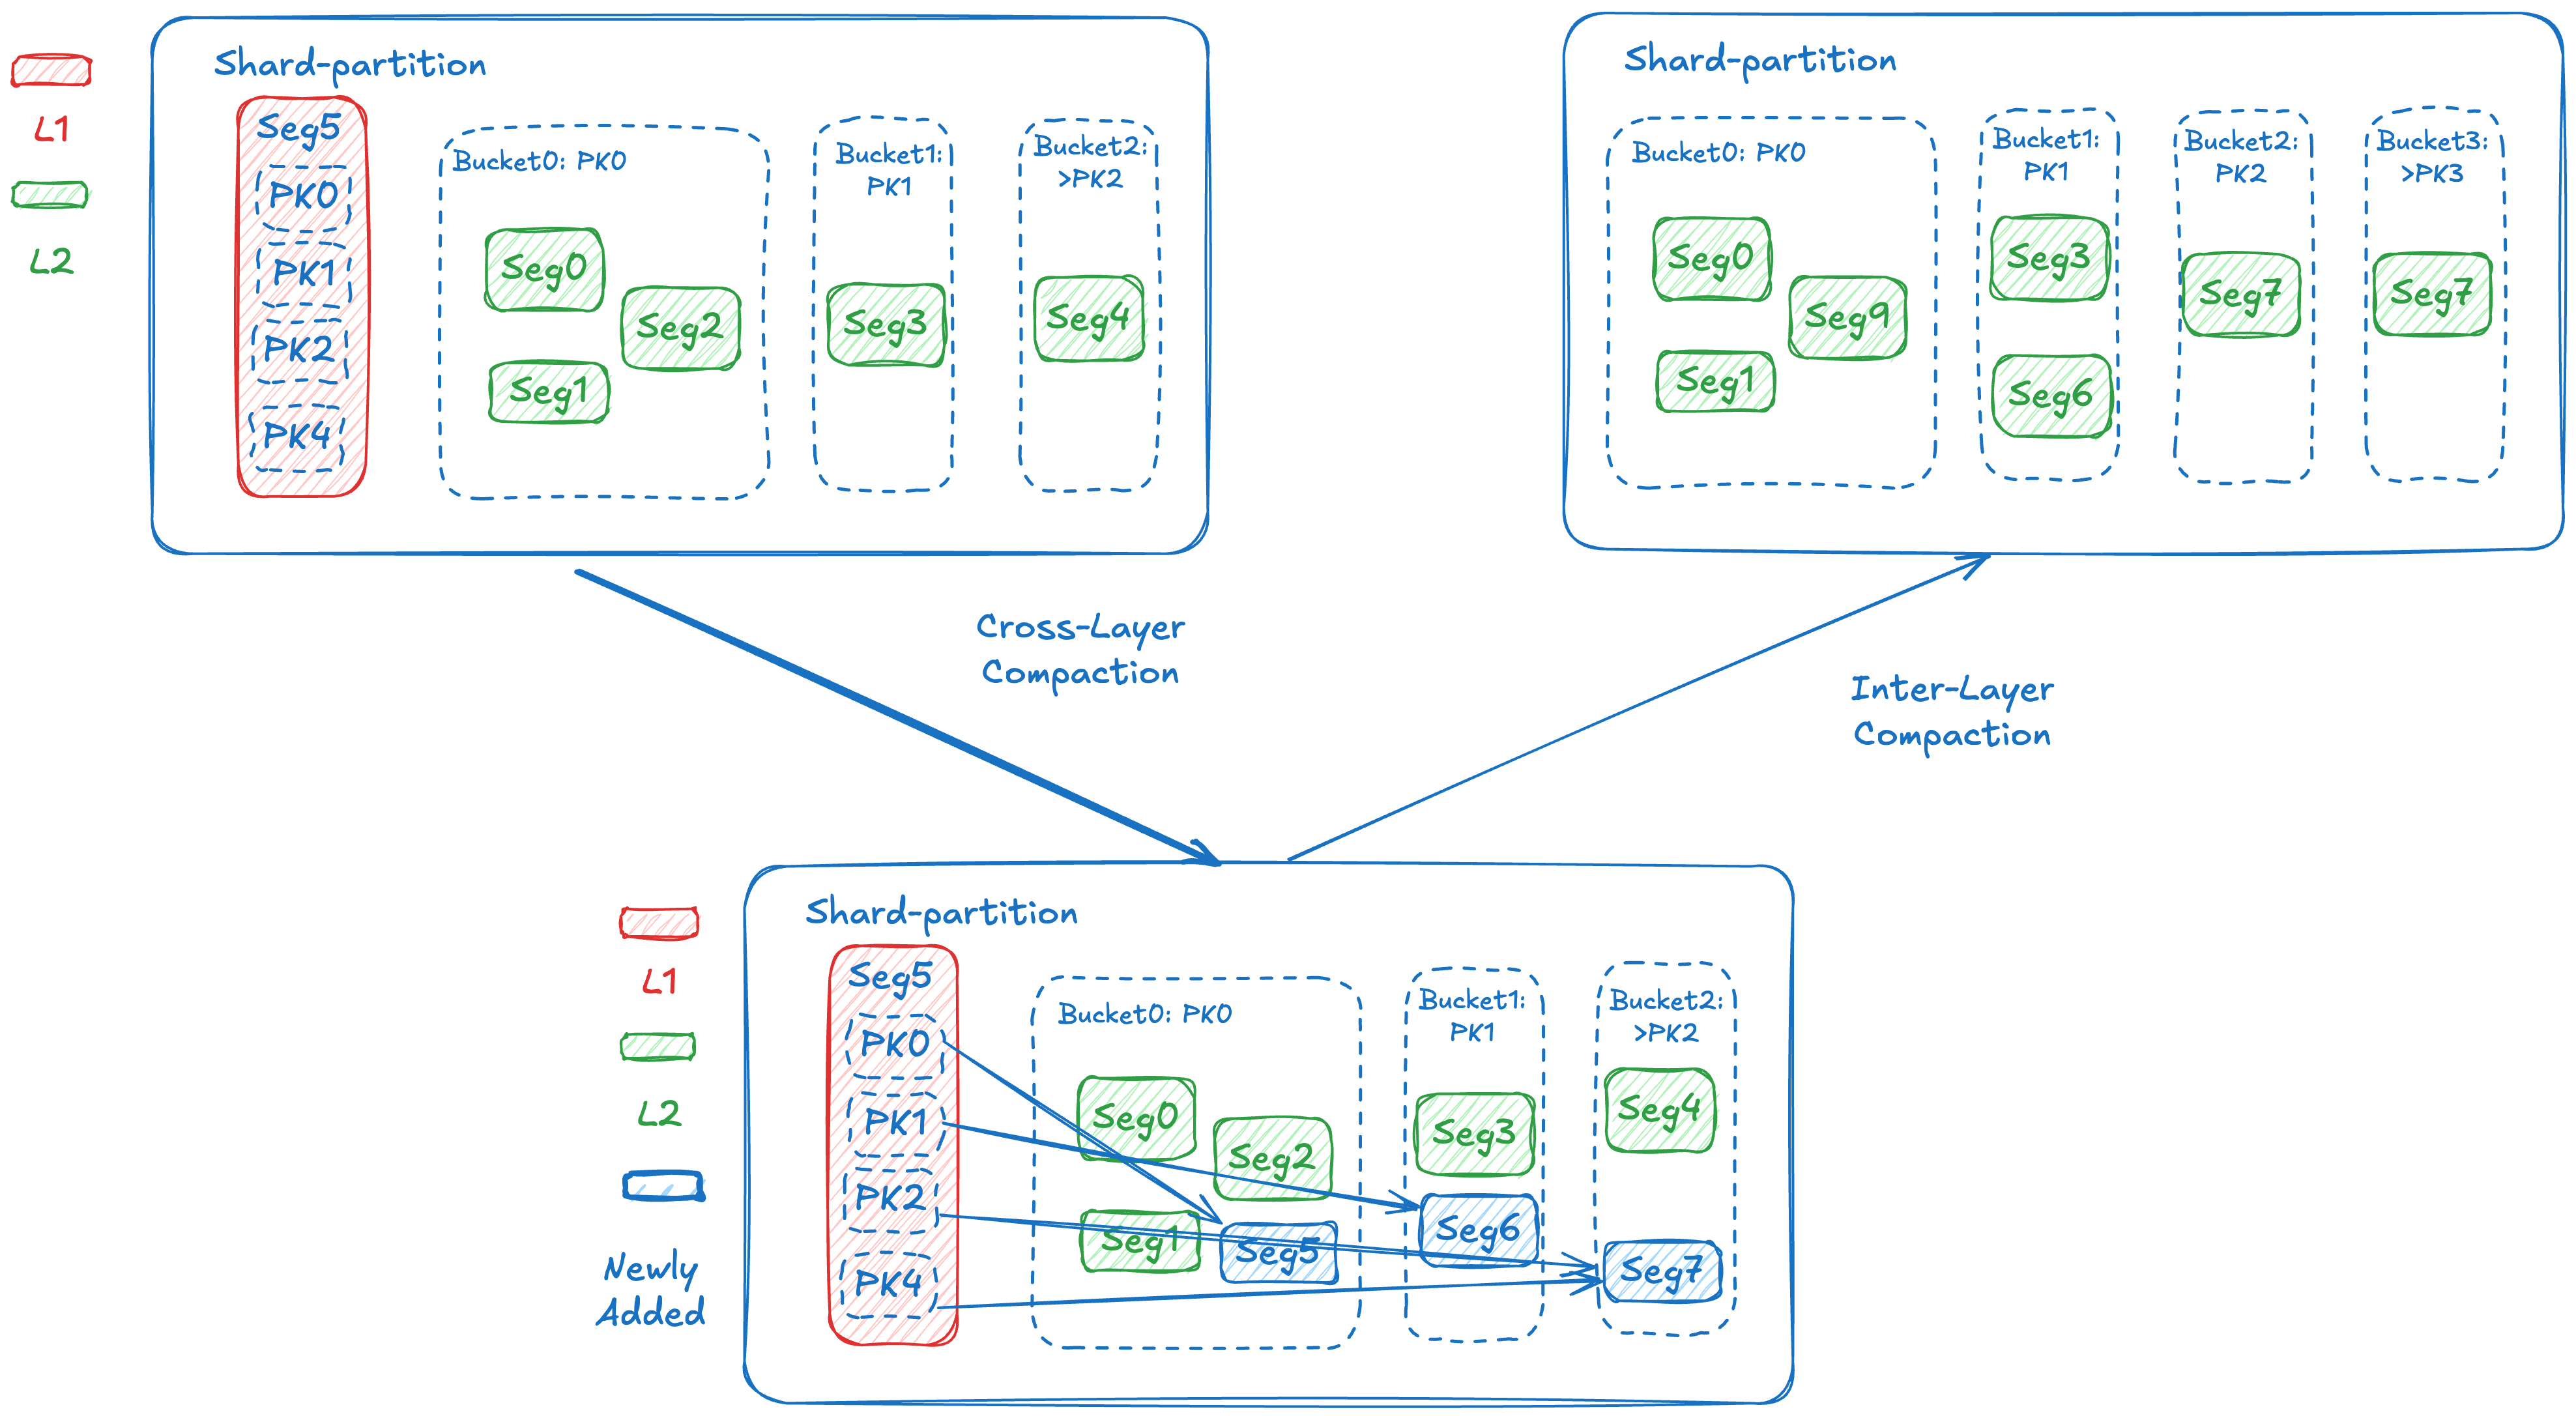 L1
L2
Shard-partition
Seg5
PK0
PK1
PK2
PK4
Bucket0: PK0
Seg0
Seg2
Seg1
Bucket1:
PK1
Seg3
Bucket2:
>PK2
Seg4
Shard-partition
Bucket0: PK0
Seg0
Seg9
Seg1
Bucket1:
PK1
Seg3
Seg6
Bucket2:
PK2
Seg7
Bucket3:
>PK3
Seg7
Cross-Layer
Compaction
Inter-Layer
Compaction
L1
L2
Newly
Added
Shard-partition
Seg5
PK0
PK1
PK2
PK4
Bucket0: PK0
Seg0
Seg2
Seg1
Seg5
Bucket1:
PK1
Seg3
Seg6
Bucket2:
>PK2
Seg4
Seg7